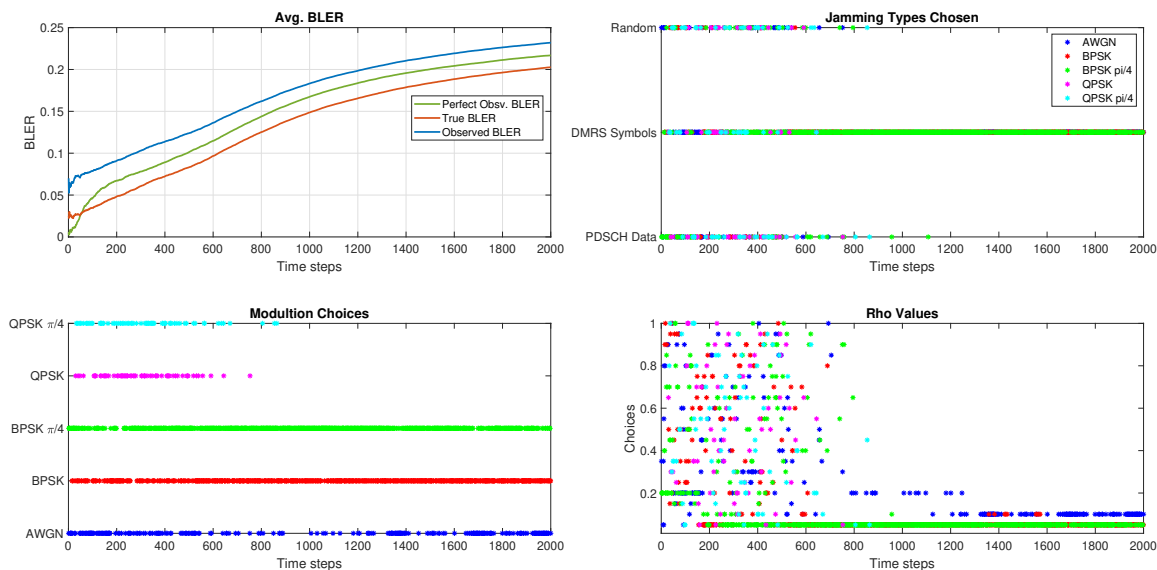 Avg. BLER
0.25
0.2
0.15
0.1
0.05
0
BLER
Perfect Obsv. BLER
True BLER
Observed BLER
0 200 400 600 800 1000 1200 1400 1600 1800 2000
Time steps
Jamming Types Chosen
Random
DMRS Symbols
PDSCH Data
AWGN
BPSK
BPSK pi/4
QPSK
QPSK pi/4
0 200 400 600 800 1000 1200 1400 1600 1800 2000
Time steps
Modultion Choices
QPSK π/4
QPSK
BPSK π/4
BPSK
AWGN
0 200 400 600 800 1000 1200 1400 1600 1800 2000
Time steps
Rho Values
1
0.8
0.6
0.4
0.2
Choices
0 200 400 600 800 1000 1200 1400 1600 1800 2000
Time steps